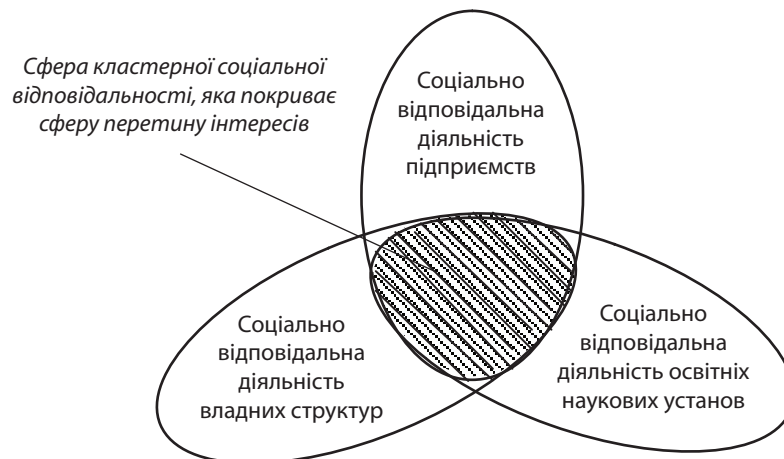 Сфера кластерної соціальної
відповідальності, яка покриває
сферу перетину інтересів
Соціально
відповідальна
діяльність
підприємств
Соціально
відповідальна
діяльність
владних структур
Соціально
відповідальна
діяльність освітніх
наукових установ